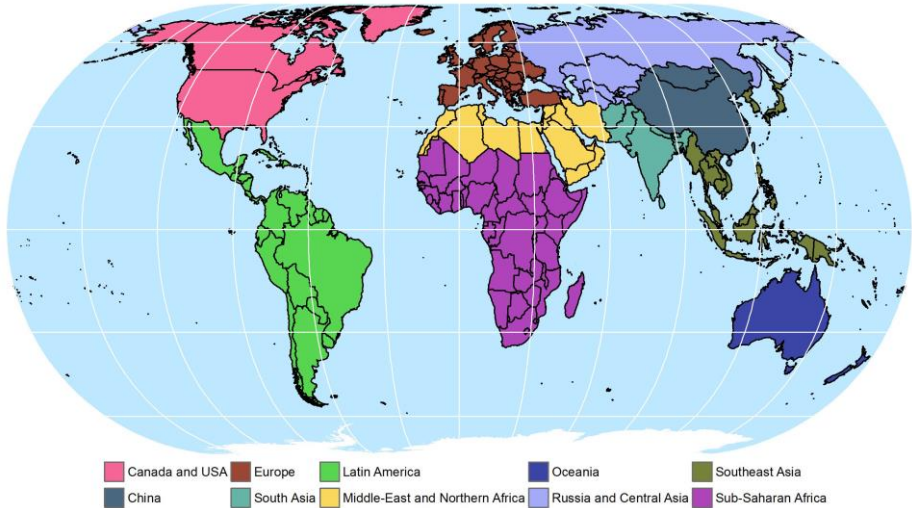 Canada and USA Europe Latin America Oceania Southeast Asia
China South Asia Middle-East and Northern Africa Russia and Central Asia Sub-Saharan Africa